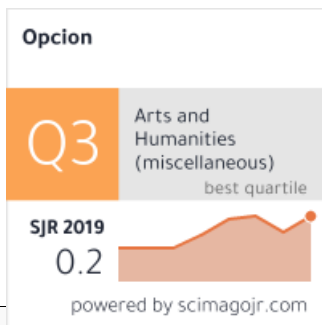 Opcion
Q3
Arts and
Humanities
(miscellaneous)
best quartile
SJR 2019
0.2
powered by scimagojr.com